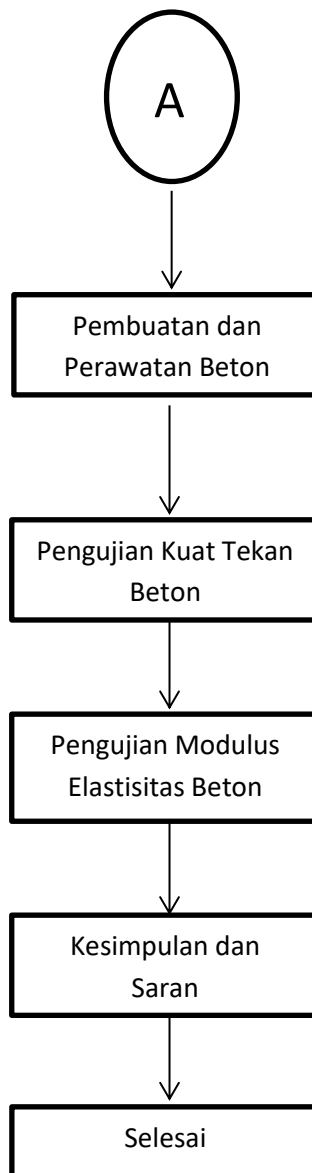 A
Pembuatan dan
Perawatan Beton
Pengujian Kuat Tekan
Beton
Pengujian Modulus
Elastisitas Beton
Kesimpulan dan
Saran
Selesai